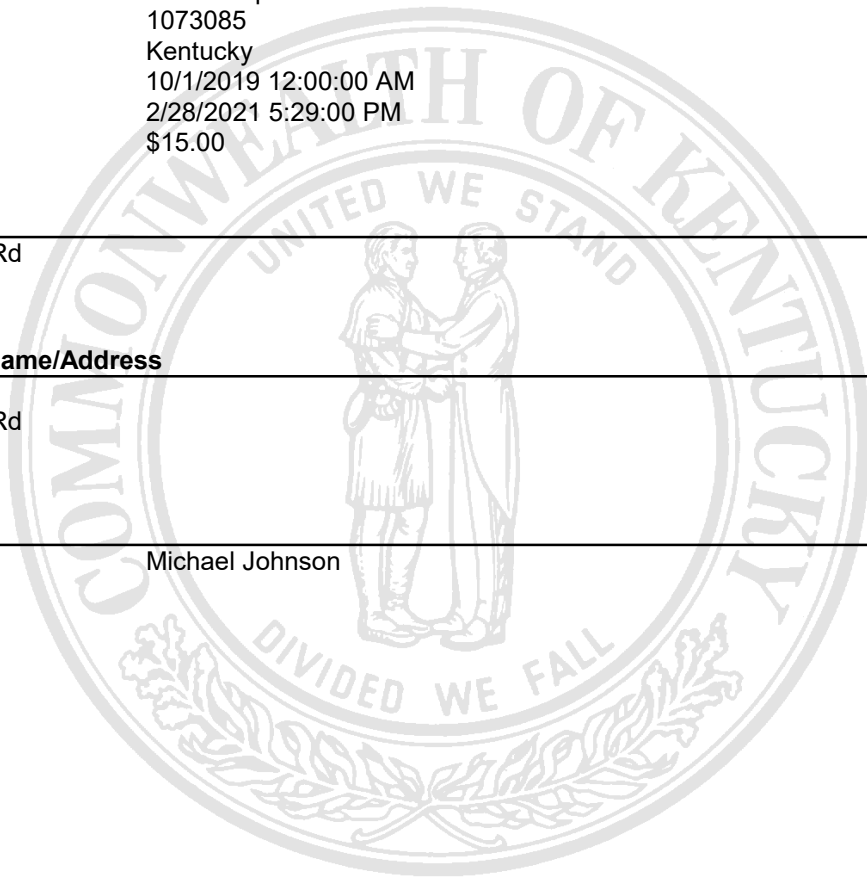 1073085
Kentucky
10/1/2019 12:00:00 AM
2/28/2021 5:29:00 PM
$15.00
Rd
ame/Address
Rd
Michael Johnson
COMMONWEALTH OF KENTUCKY
UNITED WE STAND
DIVIDED WE FALL